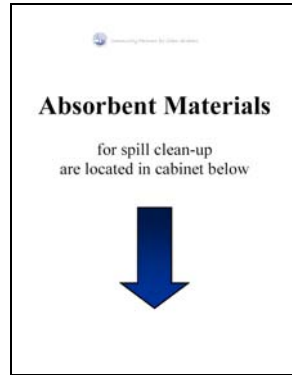 Absorbent Materials
for spill clean-up
are located in cabinet below